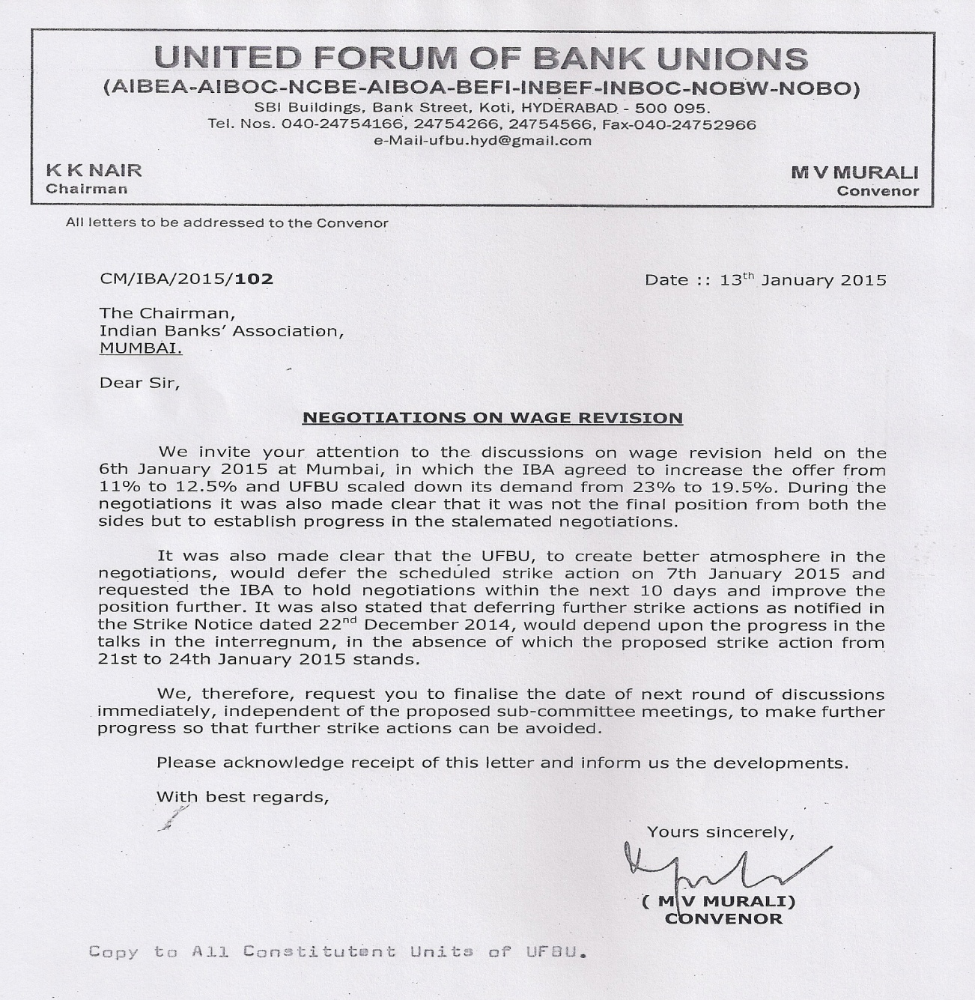 UNITED FORUM OF BANK UNIONS
(AIBEA-AIBOC-NCBE-AIBOA-BEFI-INBEF-INBOC-NOBW-NOBO)
SBI Buildings, Bank Street, Koti, HYDERABAD - 500 095.
Tel. Nos. 040-24754166, 24754266, 24754566, Fax-040-24752966
e-Mail-ufbu.hyd@gmail.com
K K NAIR
Chairman
M V MURALI
Convenor
All letters to be addressed to the Convenor
CM/IBA/2015/102
Date :: 13th January 2015
The Chairman,
Indian Banks' Association,
MUMBAI.
Dear Sir,
NEGOTIATIONS ON WAGE REVISION
We invite your attention to the discussions on wage revision held on the
6th January 2015 at Mumbai, in which the IBA agreed to increase the offer from
11% to 12.5% and UFBU scaled down its demand from 23% to 19.5%. During the
negotiations it was also made clear that it was not the final position from both the
sides but to establish progress in the stalemated negotiations.
It was also made clear that the UFBU, to create better atmosphere in the
negotiations, would defer the scheduled strike action on 7th January 2015 and
requested the IBA to hold negotiations within the next 10 days and improve the
position further. It was also stated that deferring further strike actions as notified in
the Strike Notice dated 22nd December 2014, would depend upon the progress in the
talks in the interregnum, in the absence of which the proposed strike action from
21st to 24th January 2015 stands.
We, therefore, request you to finalise the date of next round of discussions
immediately, independent of the proposed sub-committee meetings, to make further
progress so that further strike actions can be avoided.
Please acknowledge receipt of this letter and inform us the developments.
With best regards,
Yours sincerely,
( M V MURALI)
CONVENOR
Copy to All Constitutent Units of UFBU.